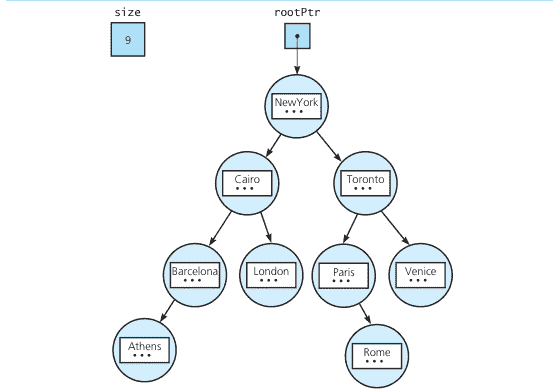 size
rootPtr
9
NewYork
•••
Cairo
•••
Toronto
•••
Barcelona
•••
London
•••
Paris
•••
Venice
•••
Athens
•••
Rome
•••